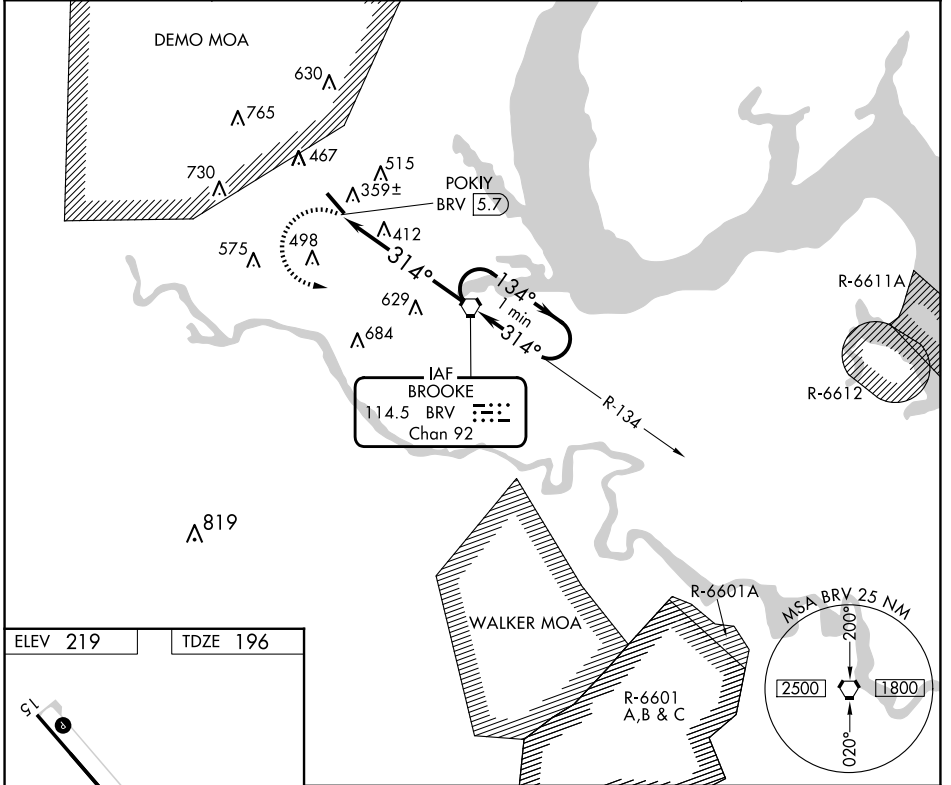 DEMO MOA
630
765
467
730
515
359±
POKIY
BRV 5.7
412
575
498
314°
134°
1 min
314°
629
684
R-6611A
R-6612
IAF
BROOKE
114.5 BRV
Chan 92
R-134
819
WALKER MOA
R-6601A
R-6601
A,B & C
MSA BRV 25 NM
200°
2500
1800
020°
ELEV 219
TDZE 196
15
P